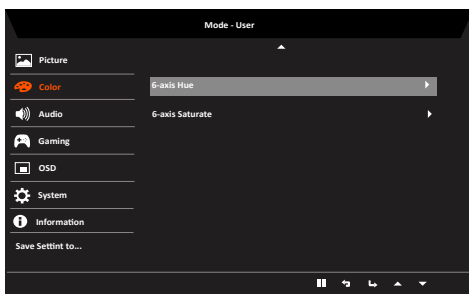 Mode - User
Picture
Color
6-axis Hue
Audio
6-axis Saturate
Gaming
OSD
System
Information
Save Settint to...